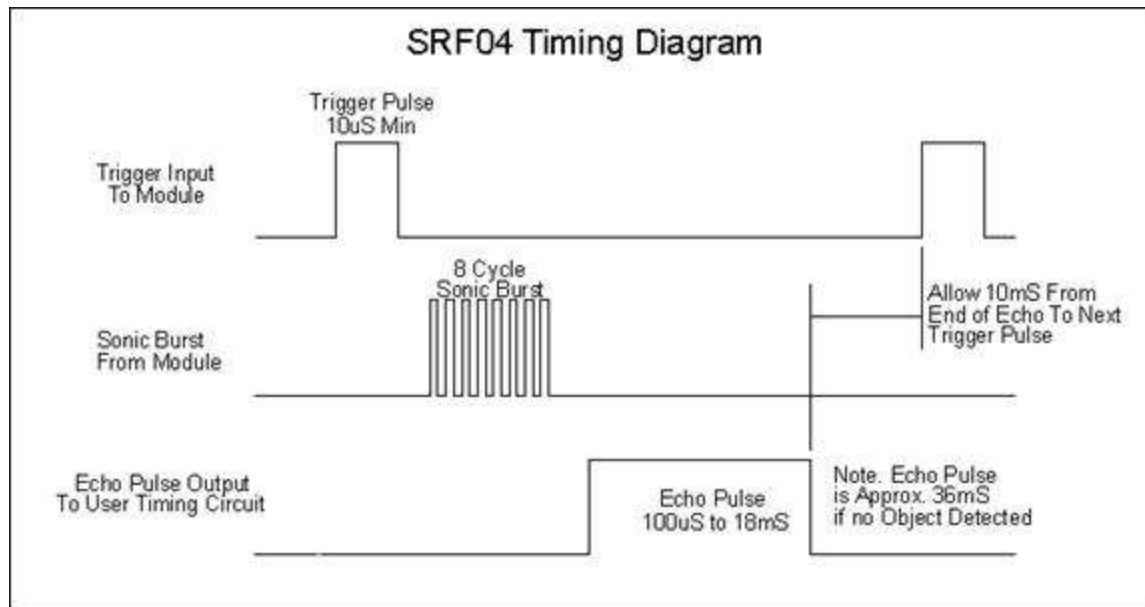 SRF04 Timing Diagram
Trigger Pulse
10uS Min
Trigger Input
To Module
8 Cycle
Sonic Burst
Allow 10mS From
End of Echo To Next
Trigger Pulse
Sonic Burst
From Module
Echo Pulse Output
To User Timing Circuit
Echo Pulse
100uS to 18mS
Note. Echo Pulse
is Approx. 36mS
if no Object Detected